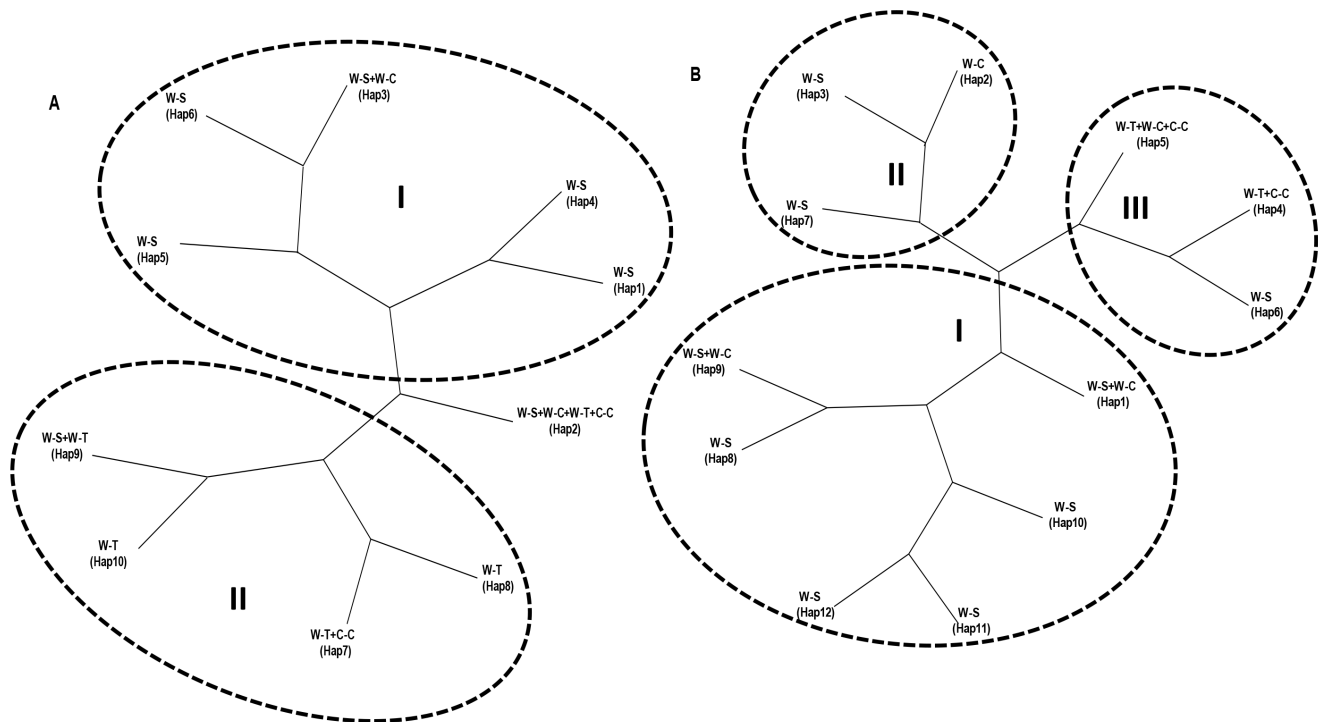 A
W-S+W-C
(Hap3)
W-S
(Hap6)
I
W-S
(Hap4)
W-S
(Hap5)
W-S
(Hap1)
W-S+W-C+W-T+C-C
(Hap2)
W-S+W-T
(Hap9)
W-T
(Hap10)
W-T
(Hap8)
II
W-T+C-C
(Hap7)
B
W-C
(Hap2)
W-S
(Hap3)
II
W-S
(Hap7)
W-T+W-C+C-C
(Hap5)
III
W-T+C-C
(Hap4)
W-S
(Hap6)
I
W-S+W-C
(Hap9)
W-S+W-C
(Hap1)
W-S
(Hap8)
W-S
(Hap10)
W-S
(Hap12)
W-S
(Hap11)